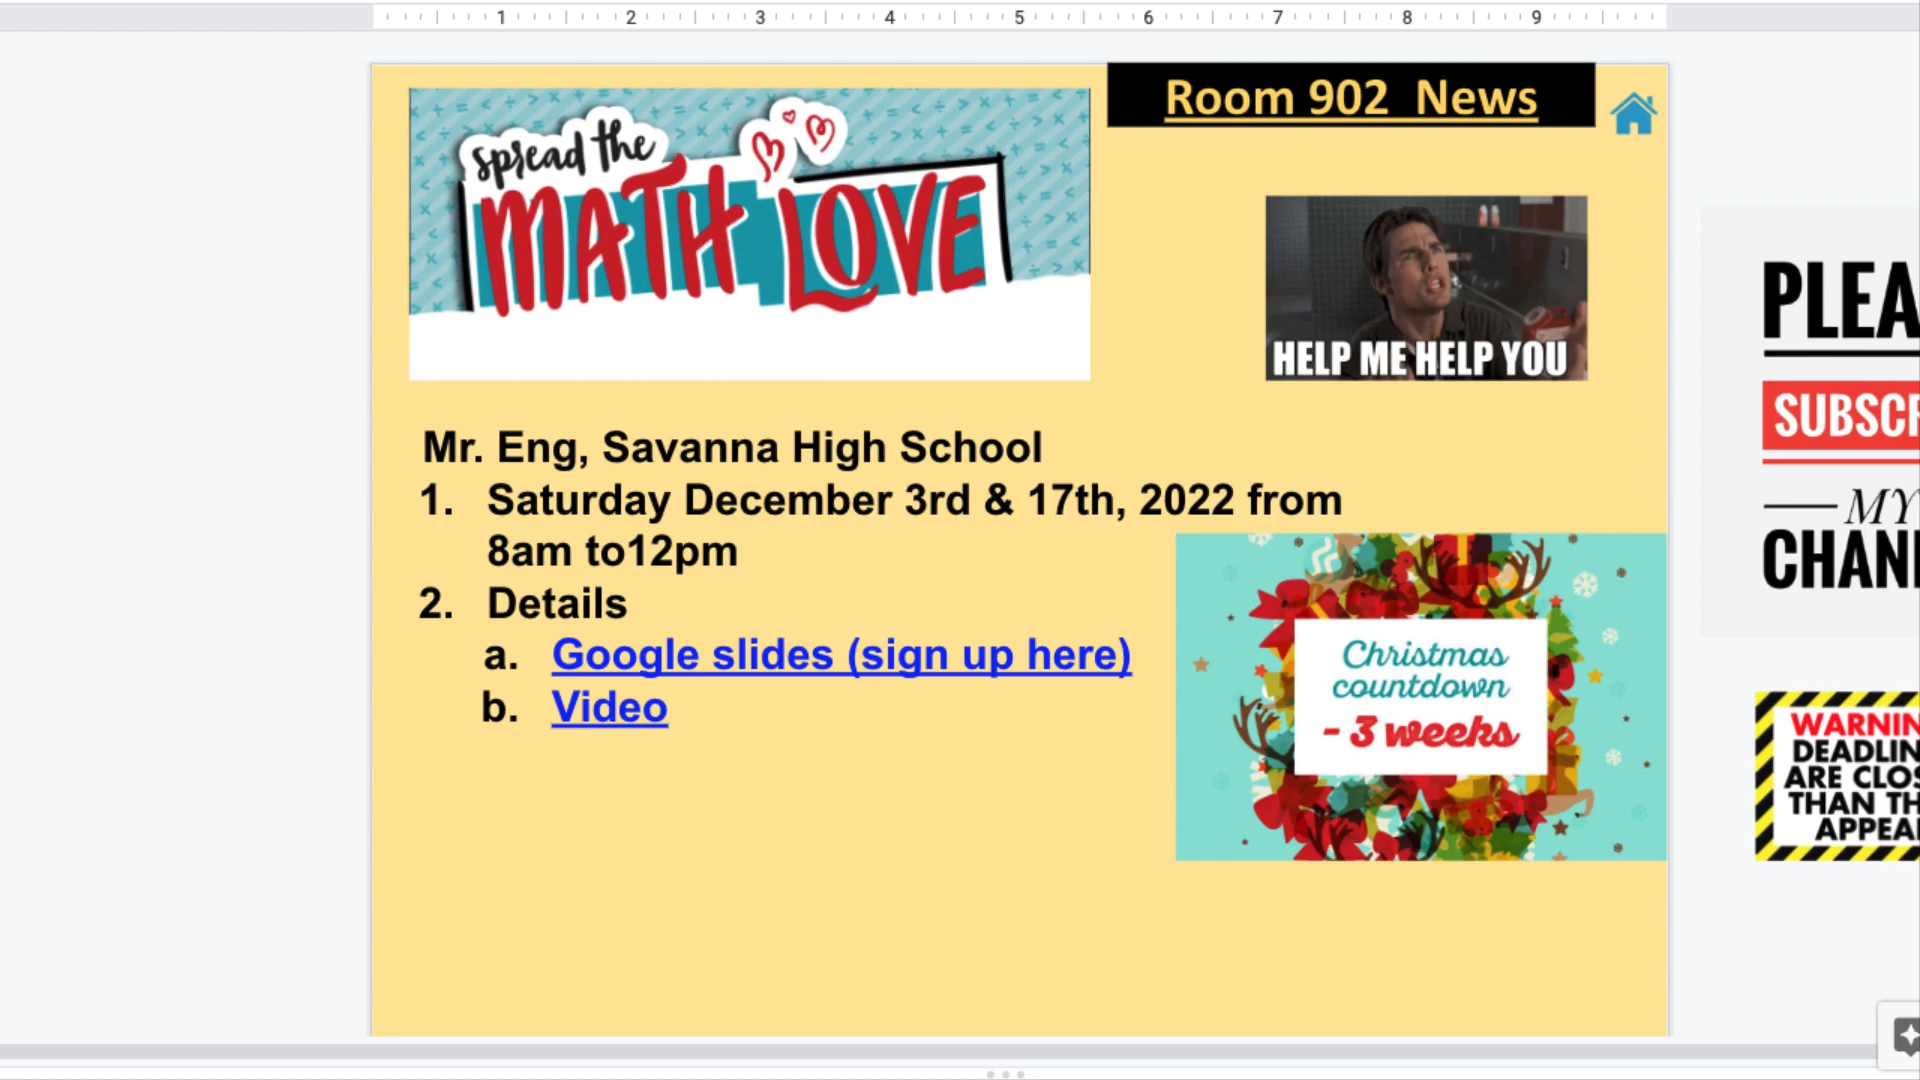 1 2 3 4 5 6 7 8 9
Room 902 News
spread the
MATH LOVE
HELP ME HELP YOU
Mr. Eng, Savanna High School
1. Saturday December 3rd & 17th, 2022 from
8am to12pm
2. Details
a. Google slides (sign up here)
b. Video
Christmas
countdown
- 3 weeks
PLEA
SUBSCR
MY
CHAN
WARNIN
DEADLIN
ARE CLOS
THAN TH
APPEA